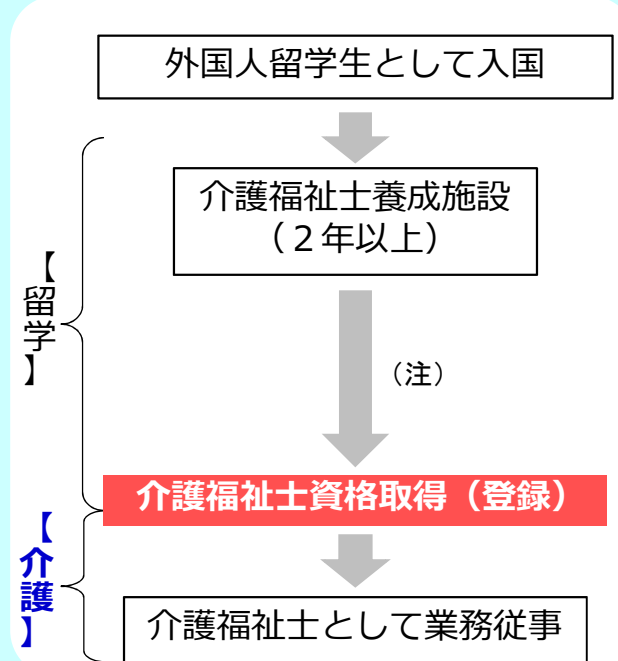 外国人留学生として入国
介護福祉士養成施設
（２年以上）
【留学】
（注）
介護福祉士資格取得（登録）
【介護】
介護福祉士として業務従事